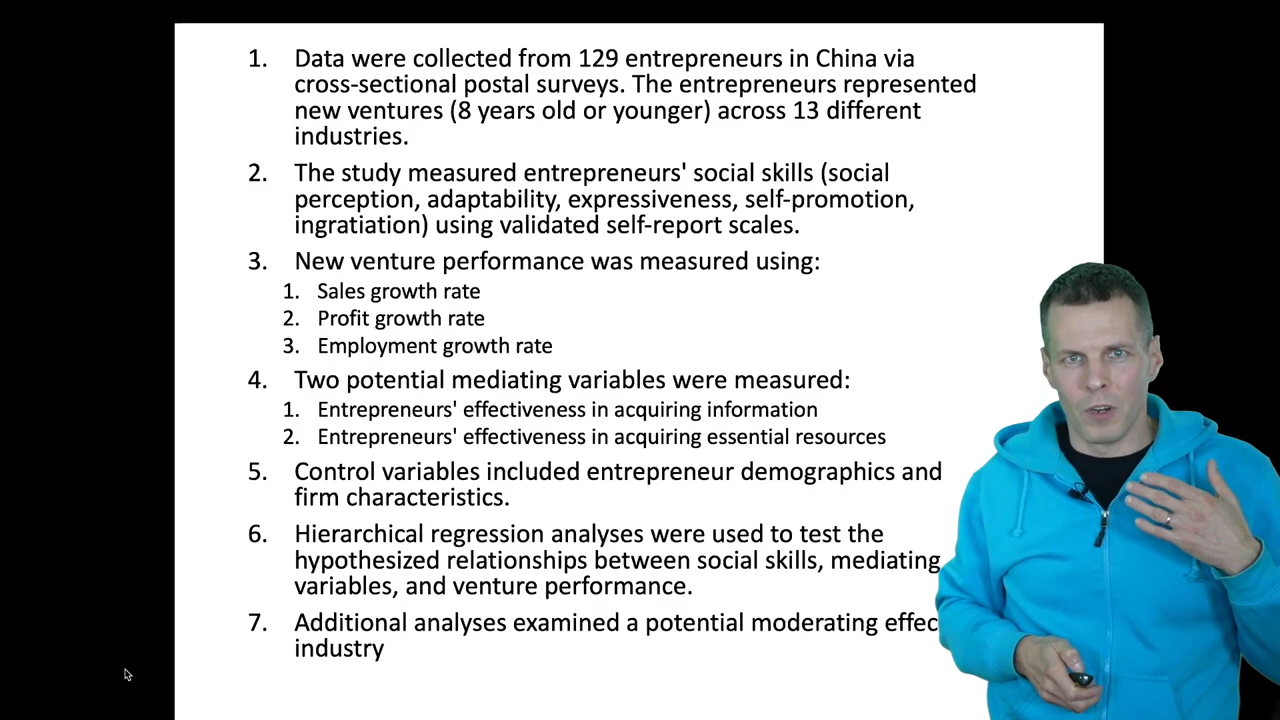 1. Data were collected from 129 entrepreneurs in China via
cross-sectional postal surveys. The entrepreneurs represented
new ventures (8 years old or younger) across 13 different
industries.
2. The study measured entrepreneurs' social skills (social
perception, adaptability, expressiveness, self-promotion,
ingratiation) using validated self-report scales.
3. New venture performance was measured using:
1. Sales growth rate
2. Profit growth rate
3. Employment growth rate
4. Two potential mediating variables were measured:
1. Entrepreneurs' effectiveness in acquiring information
2. Entrepreneurs' effectiveness in acquiring essential resources
5. Control variables included entrepreneur demographics and
firm characteristics.
6. Hierarchical regression analyses were used to test the
hypothesized relationships between social skills, mediating
variables, and venture performance.
7. Additional analyses examined a potential moderating
industry